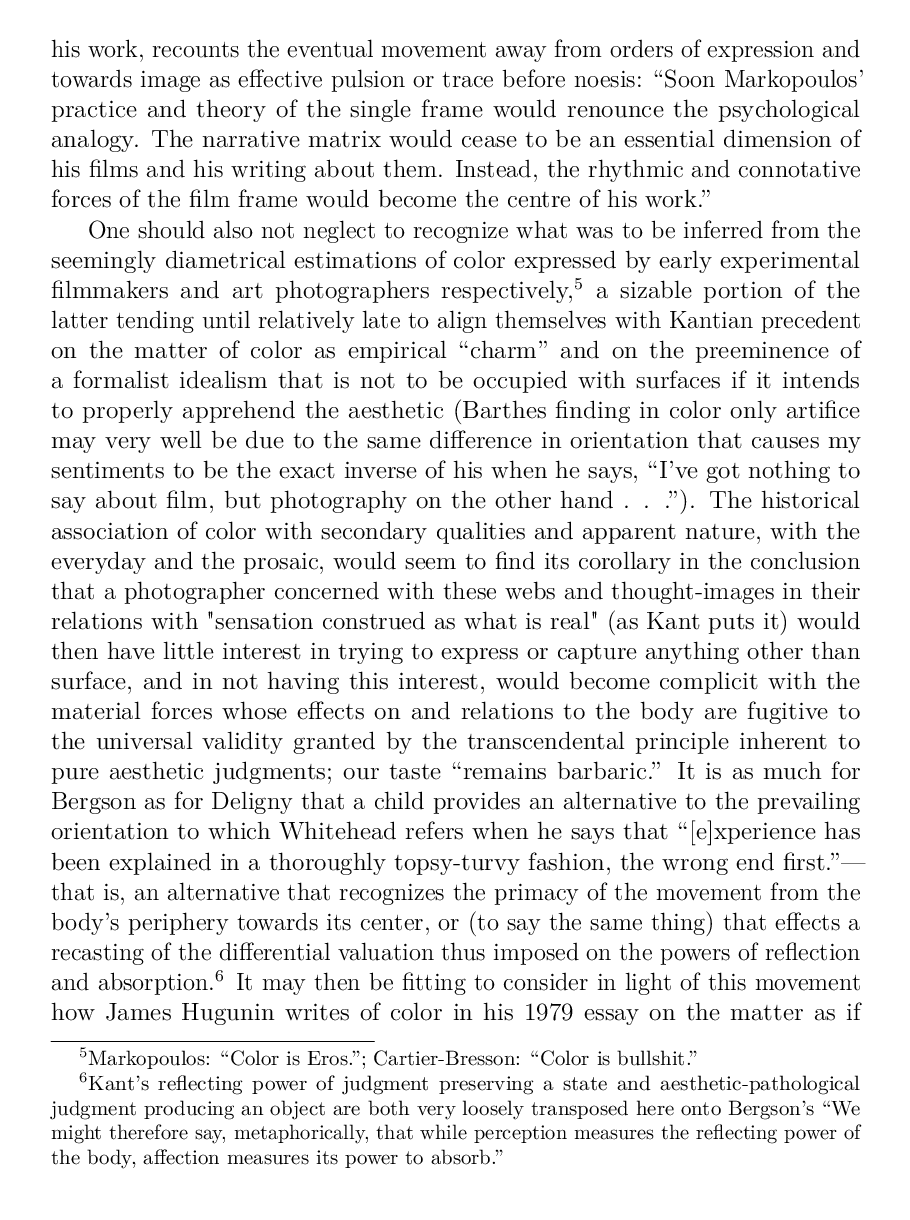 his work, recounts the eventual movement away from orders of expression and
towards image as effective pulsion or trace before noesis: “Soon Markopoulos’
practice and theory of the single frame would renounce the psychological
analogy. The narrative matrix would cease to be an essential dimension of
his films and his writing about them. Instead, the rhythmic and connotative
forces of the film frame would become the centre of his work.”
One should also not neglect to recognize what was to be inferred from the
seemingly diametrical estimations of color expressed by early experimental
filmmakers and art photographers respectively,⁵ a sizable portion of the
latter tending until relatively late to align themselves with Kantian precedent
on the matter of color as empirical “charm” and on the preeminence of
a formalist idealism that is not to be occupied with surfaces if it intends
to properly apprehend the aesthetic (Barthes finding in color only artifice
may very well be due to the same difference in orientation that causes my
sentiments to be the exact inverse of his when he says, “I’ve got nothing to
say about film, but photography on the other hand . . .”). The historical
association of color with secondary qualities and apparent nature, with the
everyday and the prosaic, would seem to find its corollary in the conclusion
that a photographer concerned with these webs and thought-images in their
relations with "sensation construed as what is real" (as Kant puts it) would
then have little interest in trying to express or capture anything other than
surface, and in not having this interest, would become complicit with the
material forces whose effects on and relations to the body are fugitive to
the universal validity granted by the transcendental principle inherent to
pure aesthetic judgments; our taste “remains barbaric.” It is as much for
Bergson as for Deligny that a child provides an alternative to the prevailing
orientation to which Whitehead refers when he says that “[e]xperience has
been explained in a thoroughly topsy-turvy fashion, the wrong end first.”—
that is, an alternative that recognizes the primacy of the movement from the
body’s periphery towards its center, or (to say the same thing) that effects a
recasting of the differential valuation thus imposed on the powers of reflection
and absorption.⁶ It may then be fitting to consider in light of this movement
how James Hugunin writes of color in his 1979 essay on the matter as if
⁵Markopoulos: “Color is Eros.”; Cartier-Bresson: “Color is bullshit.”
⁶Kant’s reflecting power of judgment preserving a state and aesthetic-pathological
judgment producing an object are both very loosely transposed here onto Bergson’s “We
might therefore say, metaphorically, that while perception measures the reflecting power of
the body, affection measures its power to absorb.”